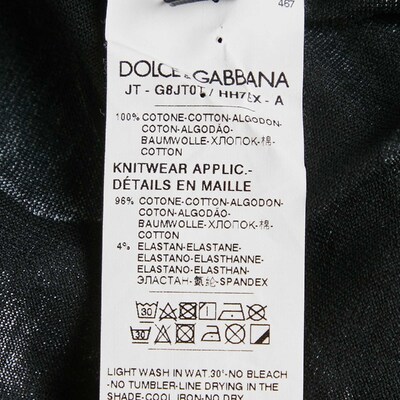 467
DOLCE & GABBANA
JT - G8JT0T / HH7EX - A
100% COTONE-COTTON-ALGODON-
COTON-ALGODÃO-
BAUMWOLLE-ХЛОПОК-棉-
COTTON
KNITWEAR APPLIC.-
DÉTAILS EN MAILLE
96% COTONE-COTTON-ALGODON-
COTON-ALGODÃO-
BAUMWOLLE-ХЛОПОК-棉-
COTTON
4% ELASTAN-ELASTANE-
ELASTANO-ELASTHANNE-
ELASTANO-ELASTHAN-
ЭЛАСТАН-氨纶-SPANDEX
30
30
LIGHT WASH IN WAT.30°-NO BLEACH
-NO TUMBLER-LINE DRYING IN THE
SHADE-COOL IRON-NO DRY